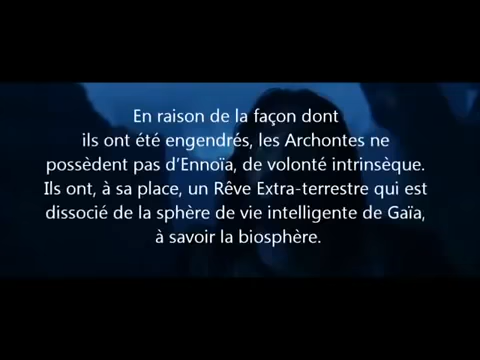 En raison de la façon dont
ils ont été engendrés, les Archontes ne
possèdent pas d'Ennoïa, de volonté intrinsèque.
Ils ont, à sa place, un Rêve Extra-terrestre qui est
dissocié de la sphère de vie intelligente de Gaïa,
à savoir la biosphère.